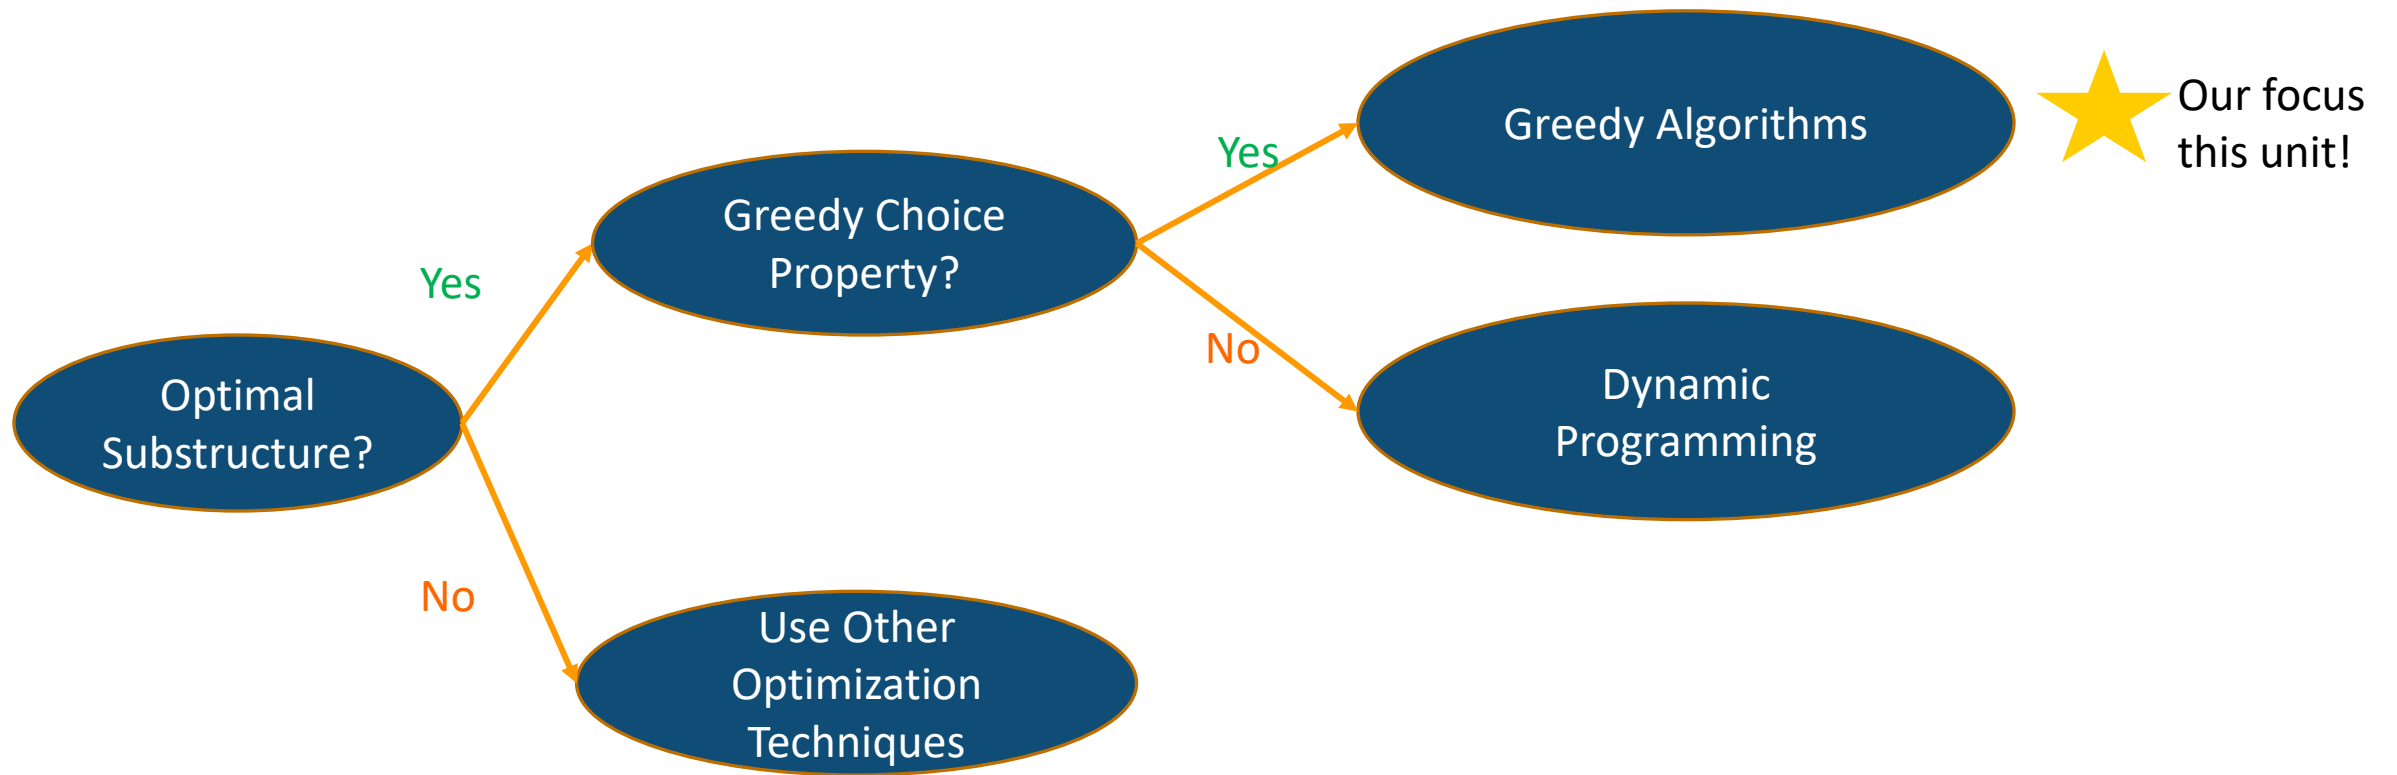 Optimal
Substructure?
Yes
No
Greedy Choice
Property?
Use Other
Optimization
Techniques
Yes
No
Greedy Algorithms
Dynamic
Programming
Our focus
this unit!